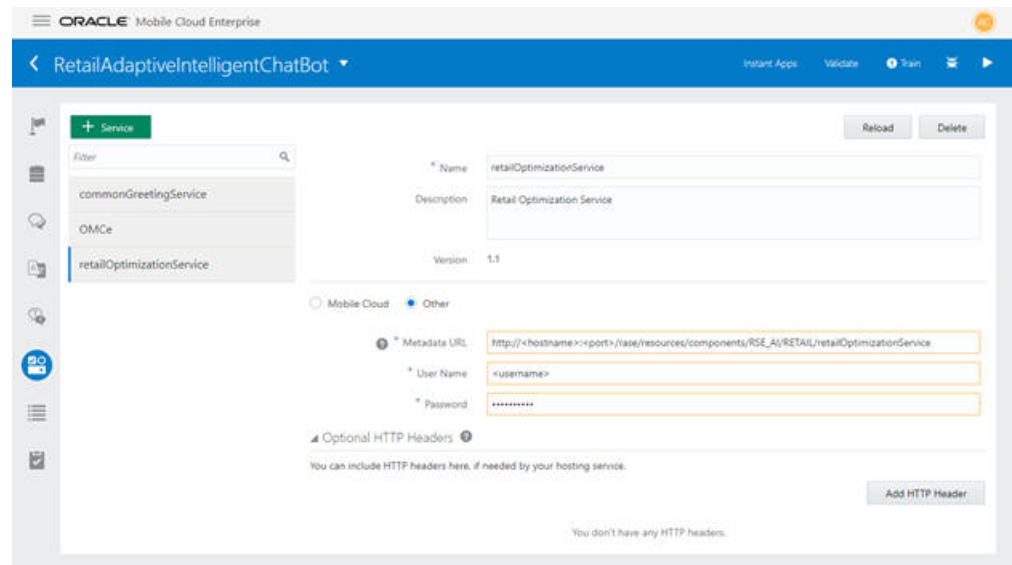 ORACLE Mobile Cloud Enterprise
AC
RetailAdaptiveIntelligentChatBot
Instant Apps Validate Train
+ Service
Reload Delete
Filter
commonGreetingService
OMCe
retailOptimizationService
* Name retailOptimizationService
Description Retail Optimization Service
Version 1.1
Mobile Cloud Other
* Metadata URL http://<hostname>:<port>/rase/resources/components/RSE_AI/RETAIL/retailOptimizationService
* User Name <username>
* Password ••••••••••
Optional HTTP Headers
You can include HTTP headers here, if needed by your hosting service.
Add HTTP Header
You don't have any HTTP headers.